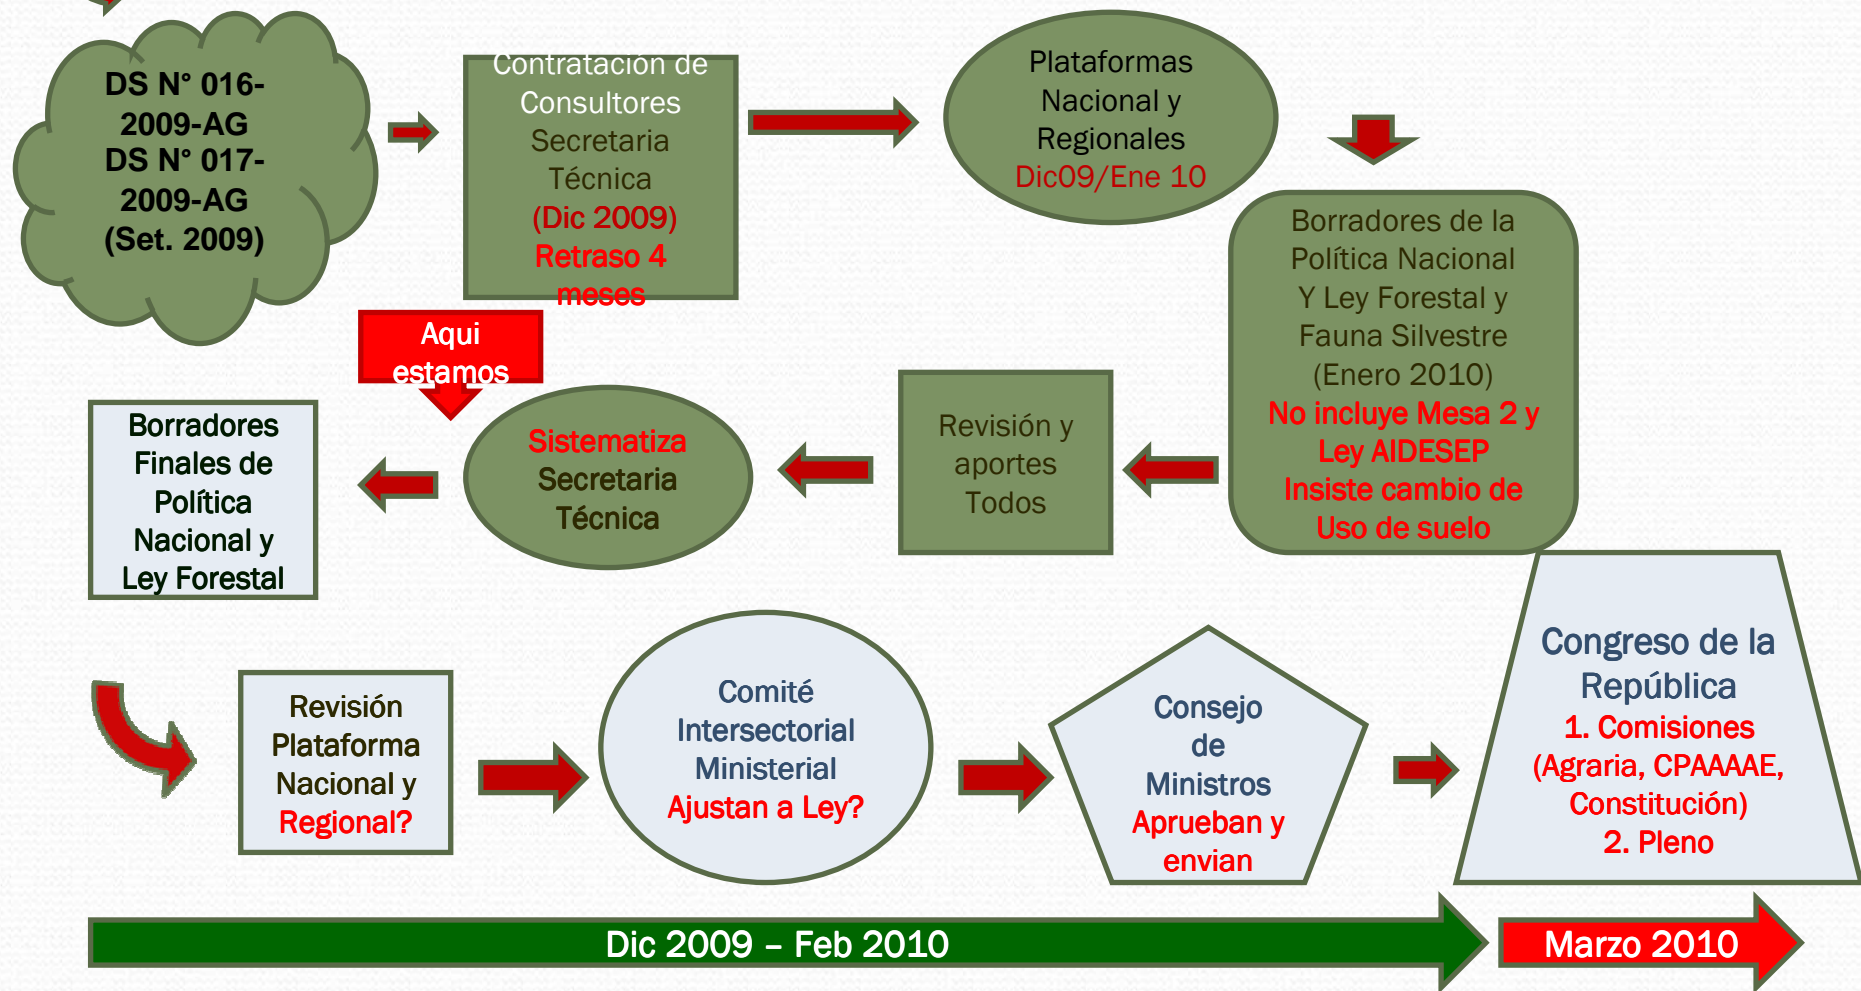 DS N° 016-
2009-AG
DS N° 017-
2009-AG
(Set. 2009)
Contratación de
Consultores
Secretaria
Técnica
(Dic 2009)
Retraso 4
meses
Plataformas
Nacional y
Regionales
Dic09/Ene 10
Borradores de la
Política Nacional
Y Ley Forestal y
Fauna Silvestre
(Enero 2010)
No incluye Mesa 2 y
Ley AIDESEP
Insiste cambio de
Uso de suelo
Revisión y
aportes
Todos
Aqui
estamos
Sistematiza
Secretaria
Técnica
Borradores
Finales de
Política
Nacional y
Ley Forestal
Revisión
Plataforma
Nacional y
Regional?
Comité
Intersectorial
Ministerial
Ajustan a Ley?
Consejo
de
Ministros
Aprueban y
envian
Congreso de la
República
1. Comisiones
(Agraria, CPAAAAE,
Constitución)
2. Pleno
Dic 2009 – Feb 2010
Marzo 2010